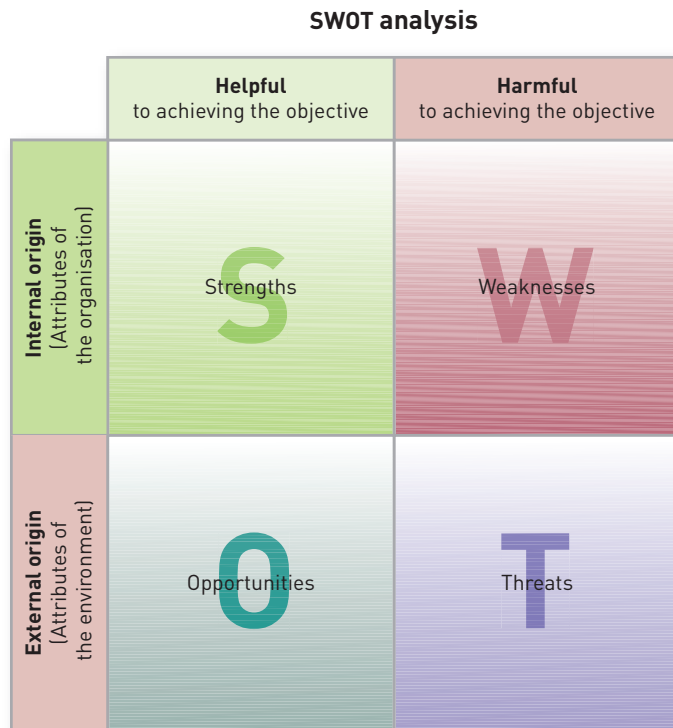 SWOT analysis
Helpful
to achieving the objective
Harmful
to achieving the objective
Internal origin
(Attributes of
the organisation)
S
Strengths
W
Weaknesses
External origin
(Attributes of
the environment)
O
Opportunities
T
Threats